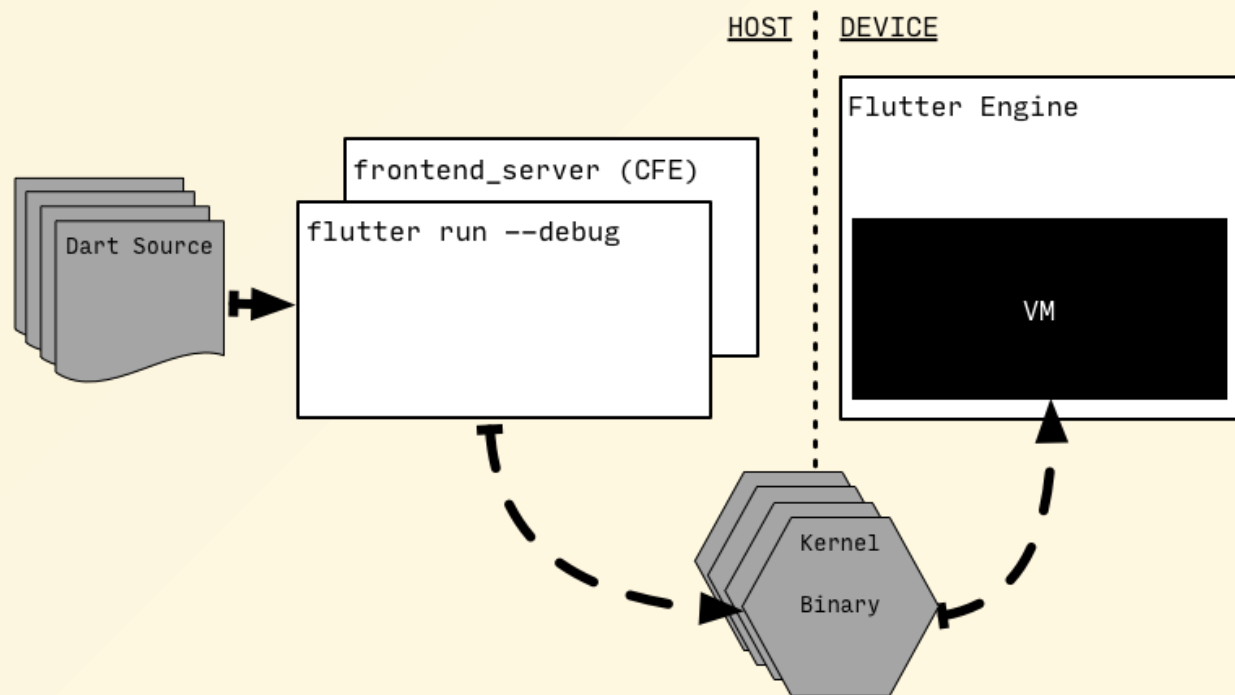 HOST
DEVICE
Flutter Engine
frontend_server (CFE)
flutter run --debug
Dart Source
VM
Kernel
Binary